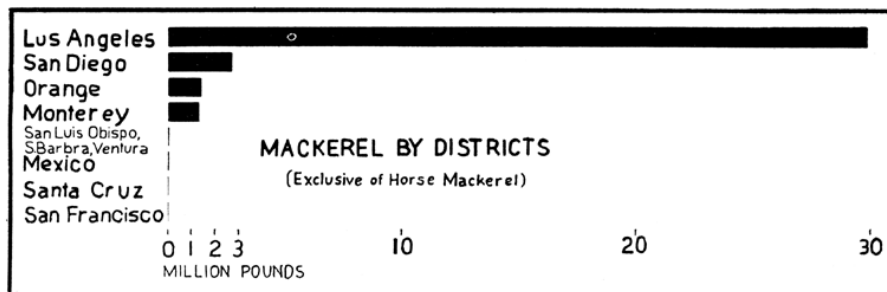 Lus Angeles
San Diego
Orange
Monterey
San Luis Obispo,
S.Barbra,Ventura
Mexico
Santa Cruz
San Francisco
MACKEREL BY DISTRICTS
(Exclusive of Horse Mackerel)
0 1 2 3 10 20 30
MILLION POUNDS